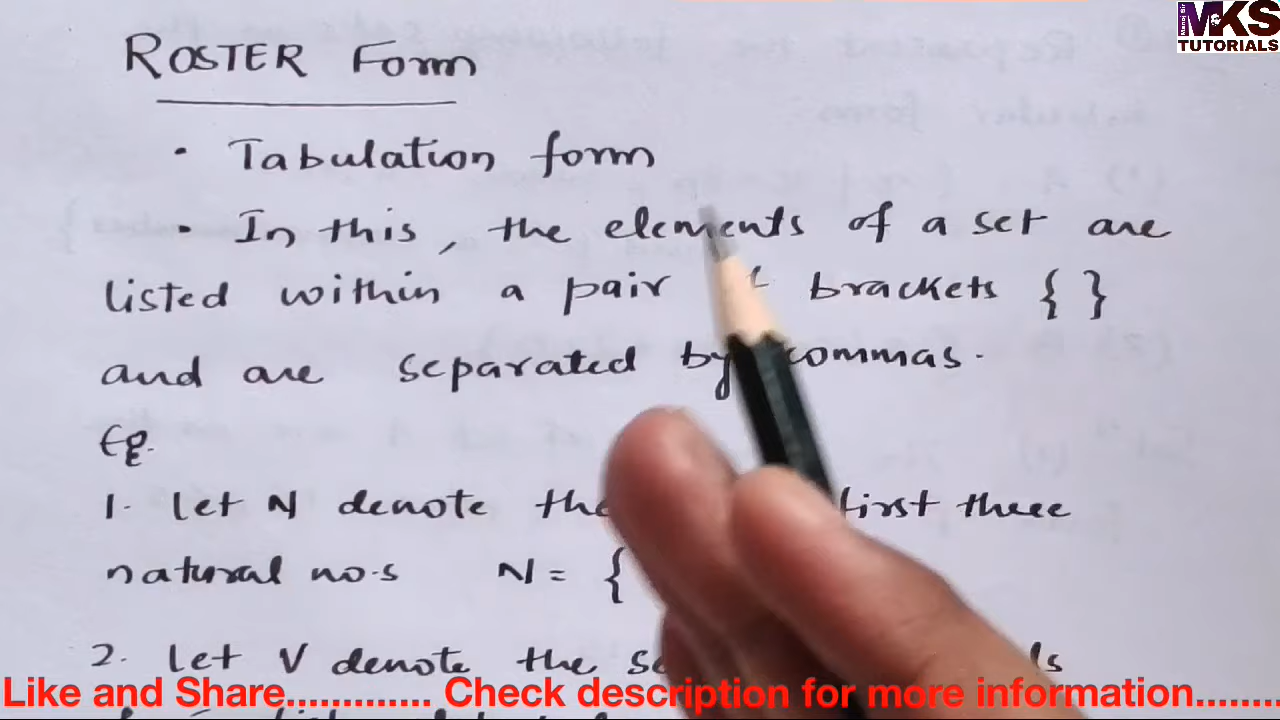 ROSTER Form
• Tabulation form
• In this, the elements of a set are
listed within a pair brackets { }
and are separated by commas.
Eg.
1. let N denote the first three
natural no.s N = {
2. let V denote the
Like and Share............. Check description for more information........
MKS
TUTORIALS